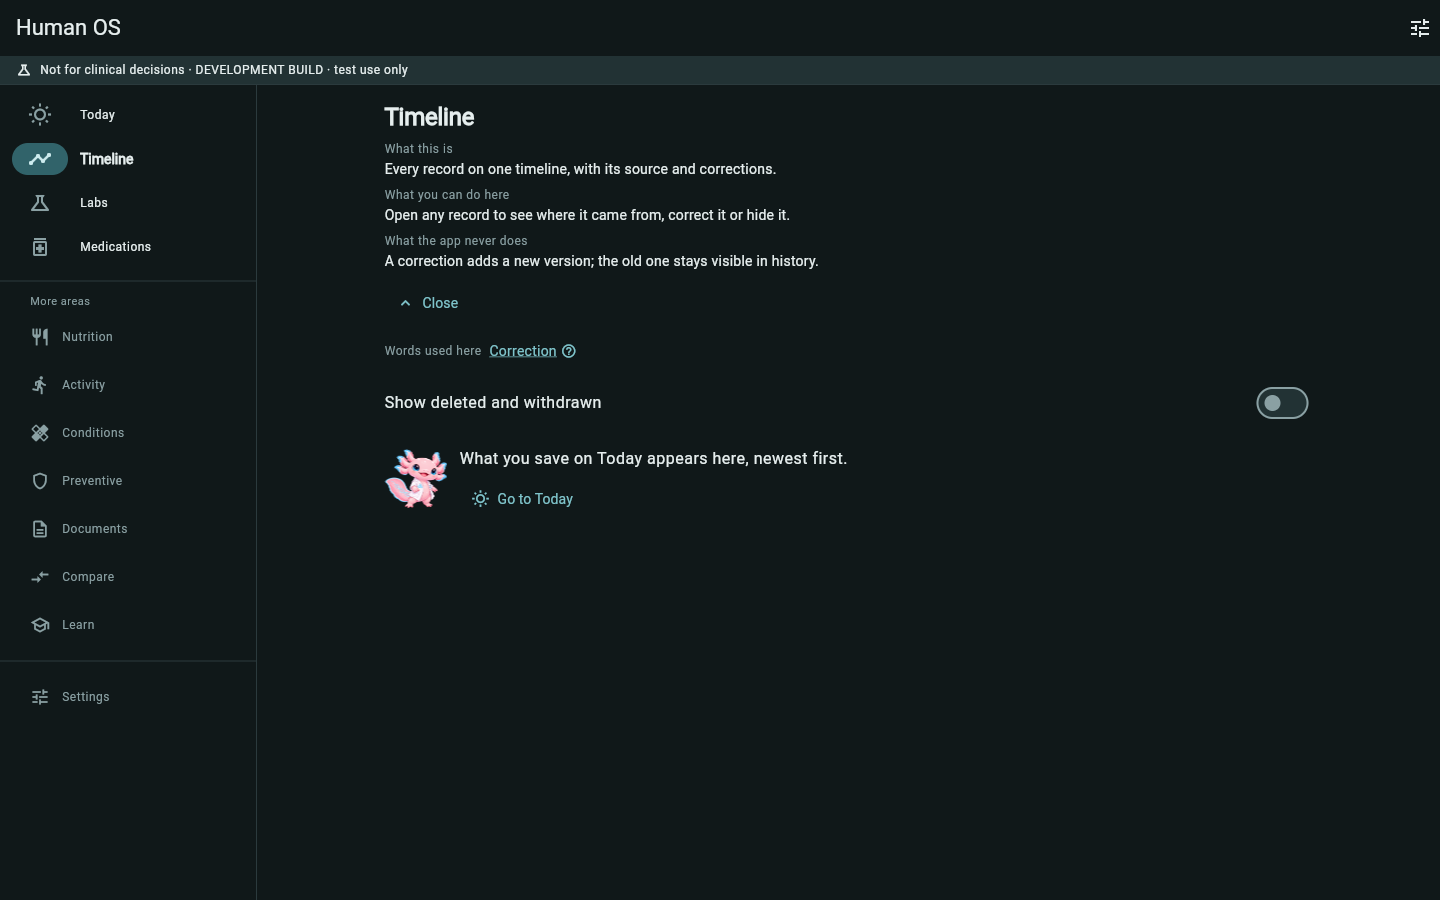 Human OS
Not for clinical decisions · DEVELOPMENT BUILD · test use only
Today
Timeline
Labs
Medications
More areas
Nutrition
Activity
Conditions
Preventive
Documents
Compare
Learn
Settings
Timeline
What this is
Every record on one timeline, with its source and corrections.
What you can do here
Open any record to see where it came from, correct it or hide it.
What the app never does
A correction adds a new version; the old one stays visible in history.
Close
Words used here Correction
Show deleted and withdrawn
What you save on Today appears here, newest first.
Go to Today